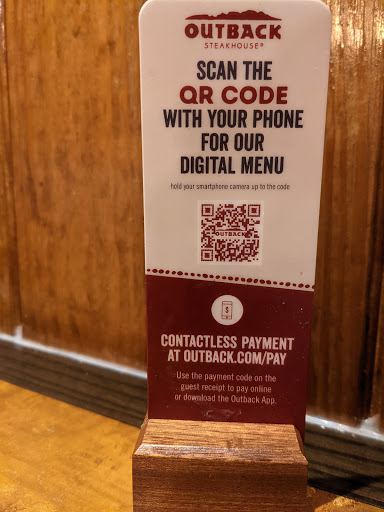 OUTBACK
STEAKHOUSE®
SCAN THE
QR CODE
WITH YOUR PHONE
FOR OUR
DIGITAL MENU
hold your smartphone camera up to the code
OUTBACK
$
CONTACTLESS PAYMENT
AT OUTBACK.COM/PAY
Use the payment code on the
guest receipt to pay online
or download the Outback App.